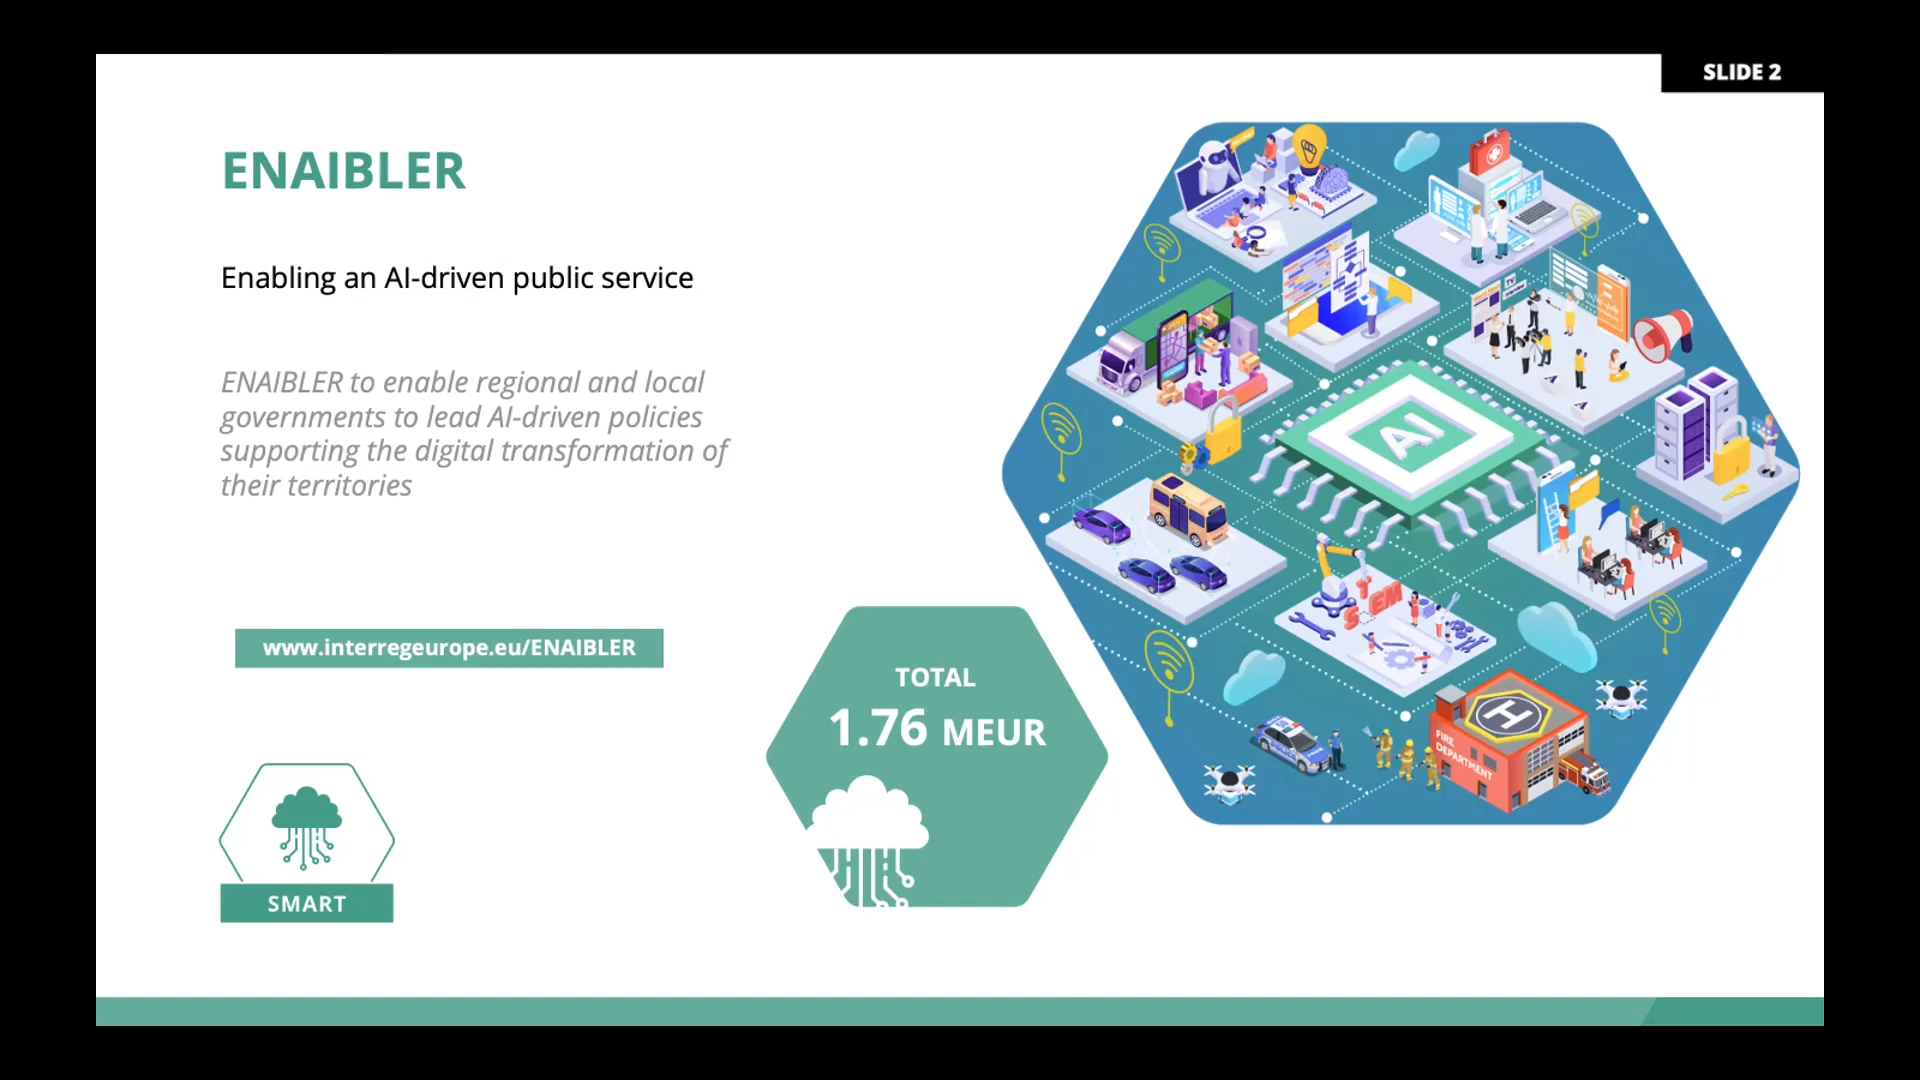 SLIDE 2
ENAIBLER
Enabling an AI-driven public service
ENAIBLER to enable regional and local
governments to lead AI-driven policies
supporting the digital transformation of
their territories
www.interregeurope.eu/ENAIBLER
TOTAL
1.76 MEUR
SMART
AI
STEM
H
FIRE
DEPARTMENT